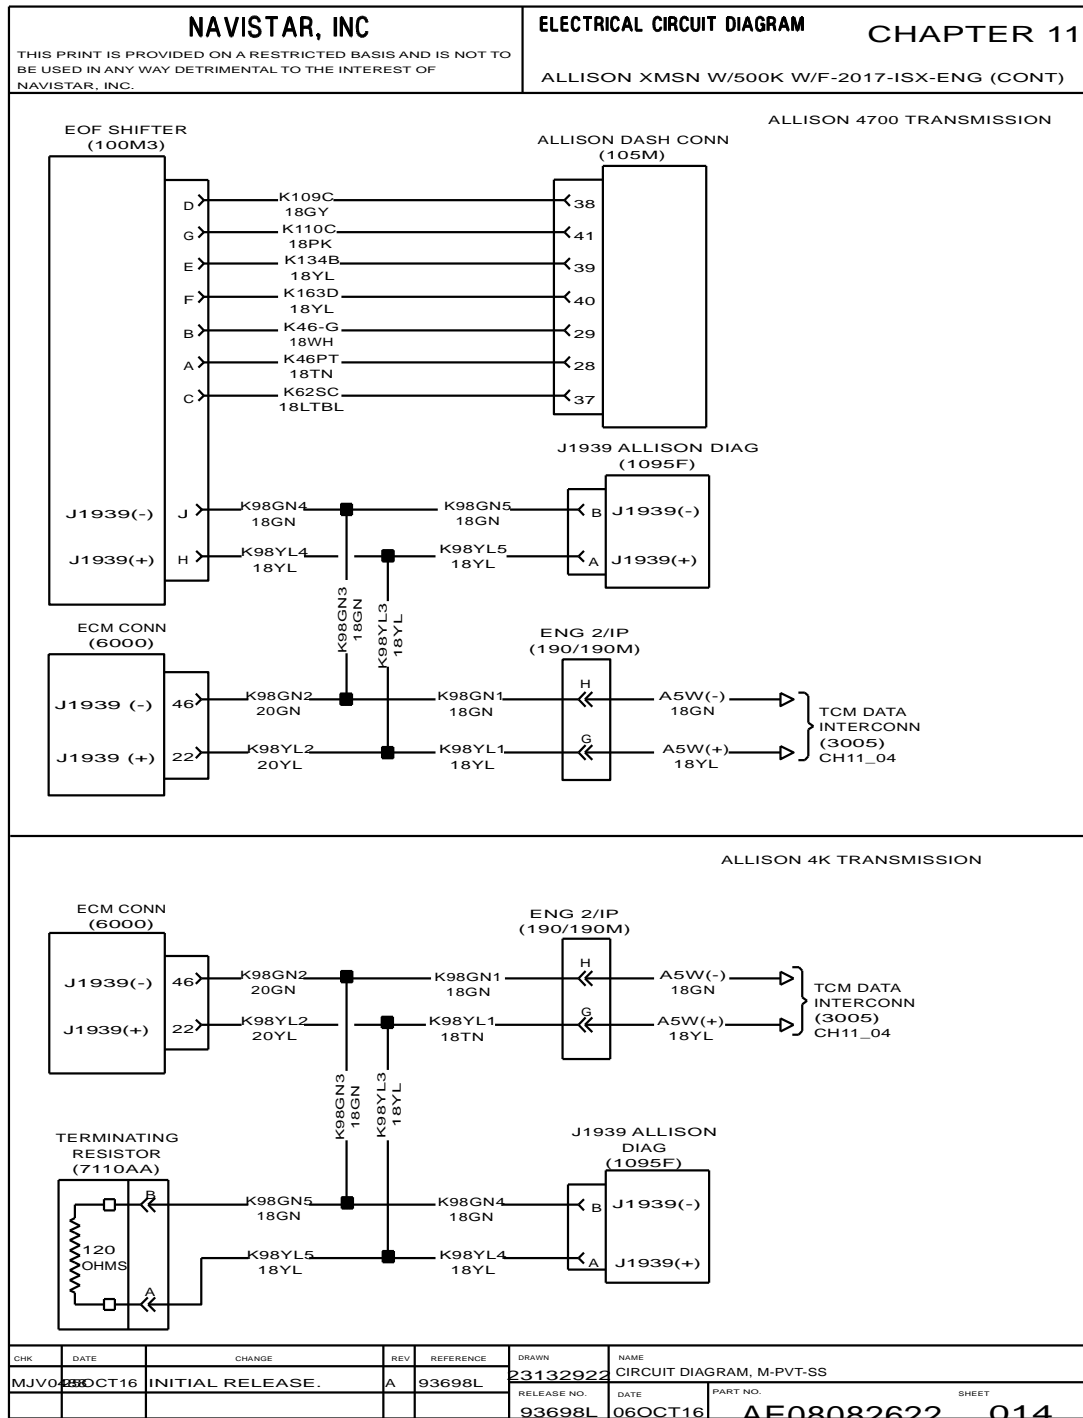 NAVISTAR, INC
THIS PRINT IS PROVIDED ON A RESTRICTED BASIS AND IS NOT TO
BE USED IN ANY WAY DETRIMENTAL TO THE INTEREST OF
NAVISTAR, INC.
ELECTRICAL CIRCUIT DIAGRAM
CHAPTER 11
ALLISON XMSN W/500K W/F-2017-ISX-ENG (CONT)
ALLISON 4700 TRANSMISSION
EOF SHIFTER
(100M3)
ALLISON DASH CONN
(105M)
D K109C 38
18GY
G K110C 41
18PK
E K134B 39
18YL
F K163D 40
18YL
B K46-G 29
18WH
A K46PT 28
18TN
C K62SC 37
18LTBL
J1939 ALLISON DIAG
(1095F)
J1939(-) J K98GN4 K98GN5 B J1939(-)
18GN 18GN
J1939(+) H K98YL4 K98YL5 A J1939(+)
18YL 18YL
K98GN3
18GN
K98YL3
18YL
ECM CONN
(6000)
ENG 2/IP
(190/190M)
J1939 (-) 46 K98GN2 K98GN1 H A5W(-)
20GN 18GN 18GN
J1939 (+) 22 K98YL2 K98YL1 G A5W(+)
20YL 18YL 18YL
TCM DATA
INTERCONN
(3005)
CH11_04
ALLISON 4K TRANSMISSION
ECM CONN
(6000)
ENG 2/IP
(190/190M)
J1939(-) 46 K98GN2 K98GN1 H A5W(-)
20GN 18GN 18GN
J1939(+) 22 K98YL2 K98YL1 G A5W(+)
20YL 18TN 18YL
TCM DATA
INTERCONN
(3005)
CH11_04
K98GN3
18GN
K98YL3
18YL
TERMINATING
RESISTOR
(7110AA)
J1939 ALLISON
DIAG
(1095F)
B K98GN5 K98GN4 B J1939(-)
18GN 18GN
120
OHMS
K98YL5 K98YL4 A J1939(+)
18YL 18YL
A
CHK DATE CHANGE REV REFERENCE DRAWN NAME
OCT16 INITIAL RELEASE. A 93698L 23132922 CIRCUIT DIAGRAM, M-PVT-SS
RELEASE NO. DATE PART NO. SHEET
93698L 06OCT16 AE08082622 014